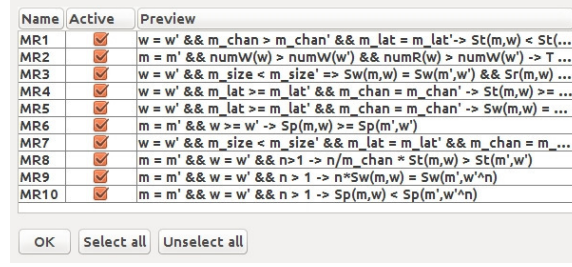 Name Active Preview
MR1 w = w' && m_chan > m_chan' && m_lat = m_lat'-> St(m,w) < St(...
MR2 m = m' && numW(w) > numW(w') && numR(w) > numW(w') -> T ...
MR3 w = w' && m_size < m_size' => Sw(m,w) = Sw(m',w') && Sr(m,w) ...
MR4 w = w' && m_lat >= m_lat' && m_chan = m_chan' -> St(m,w) >= ...
MR5 w = w' && m_lat >= m_lat' && m_chan = m_chan' -> Sw(m,w) = ...
MR6 m = m' && w >= w' -> Sp(m,w) >= Sp(m',w')
MR7 w = w' && m_size < m_size' && m_lat = m_lat' && m_chan = m_...
MR8 m = m' && w = w' && n>1 -> n/m_chan * St(m,w) > St(m',w')
MR9 m = m' && w = w' && n > 1 -> n*Sw(m,w) = Sw(m',w'^n)
MR10 m = m' && w = w' && n > 1 -> Sp(m,w) < Sp(m',w'^n)
OK Select all Unselect all